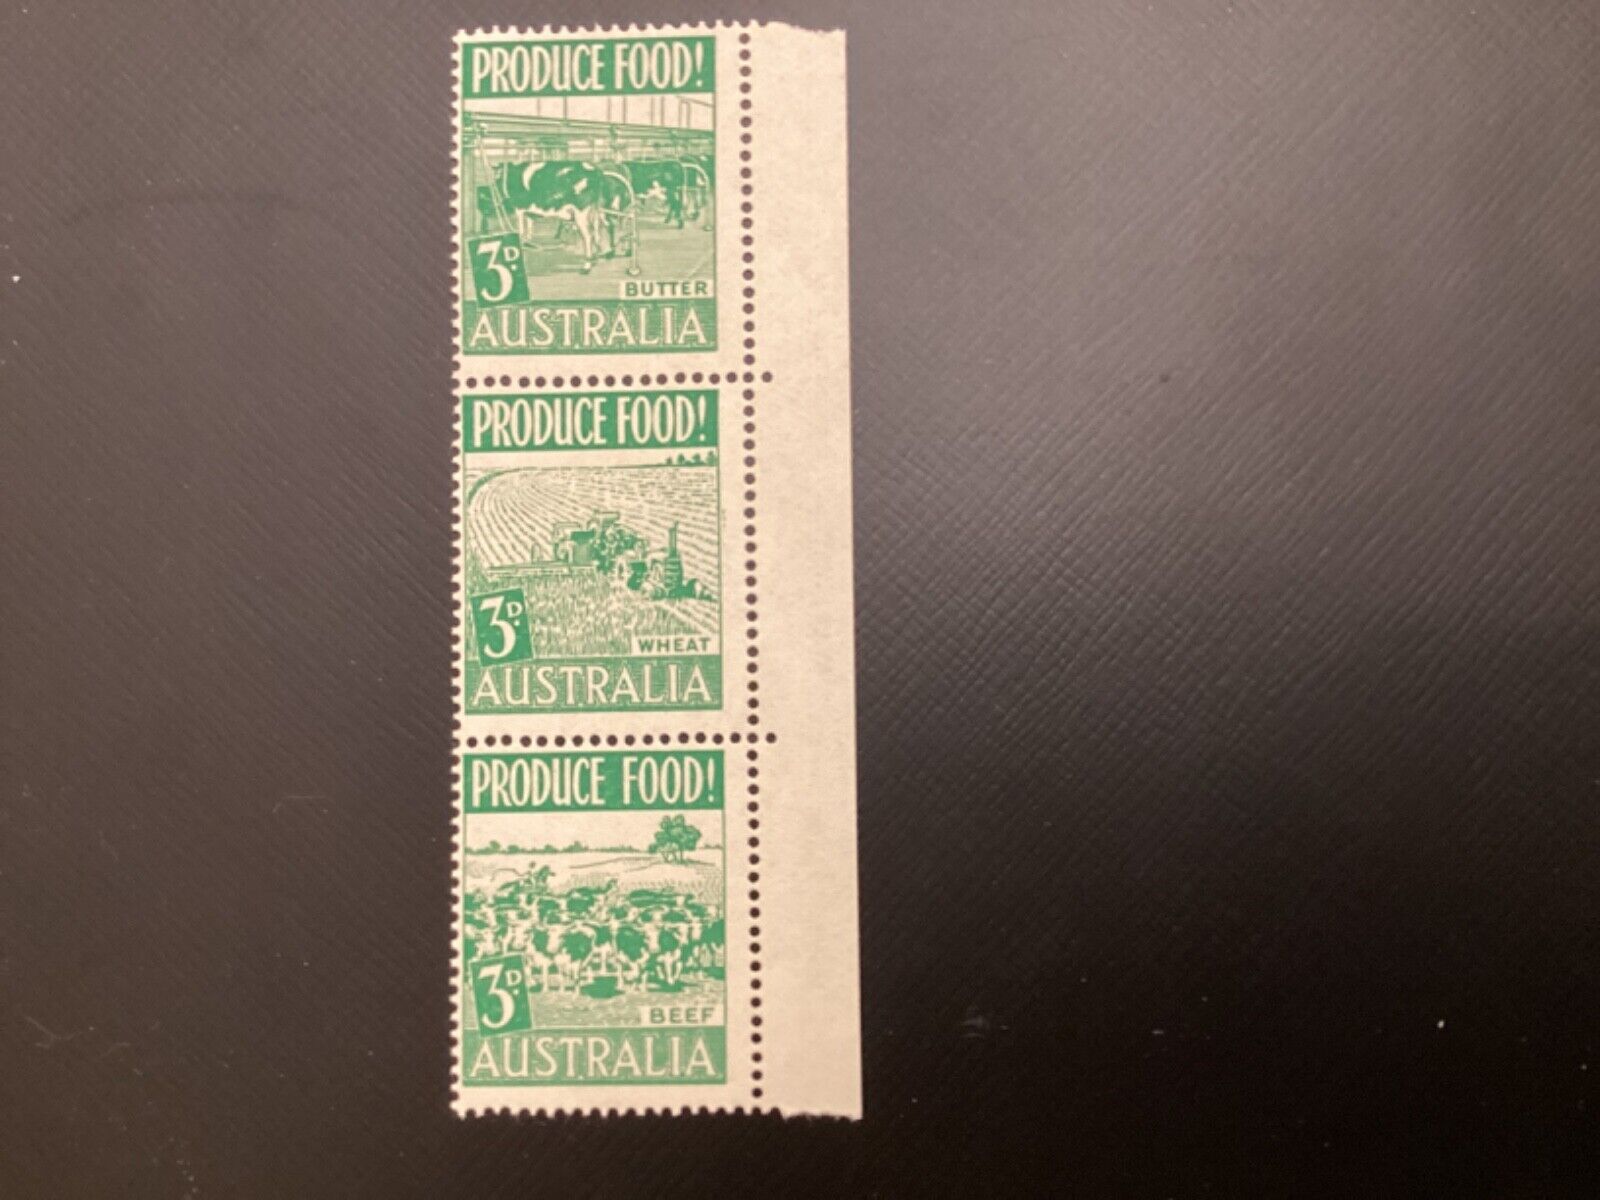 PRODUCE FOOD!
3D.
BUTTER
AUSTRALIA
PRODUCE FOOD!
3D.
WHEAT
AUSTRALIA
PRODUCE FOOD!
3D.
BEEF
AUSTRALIA